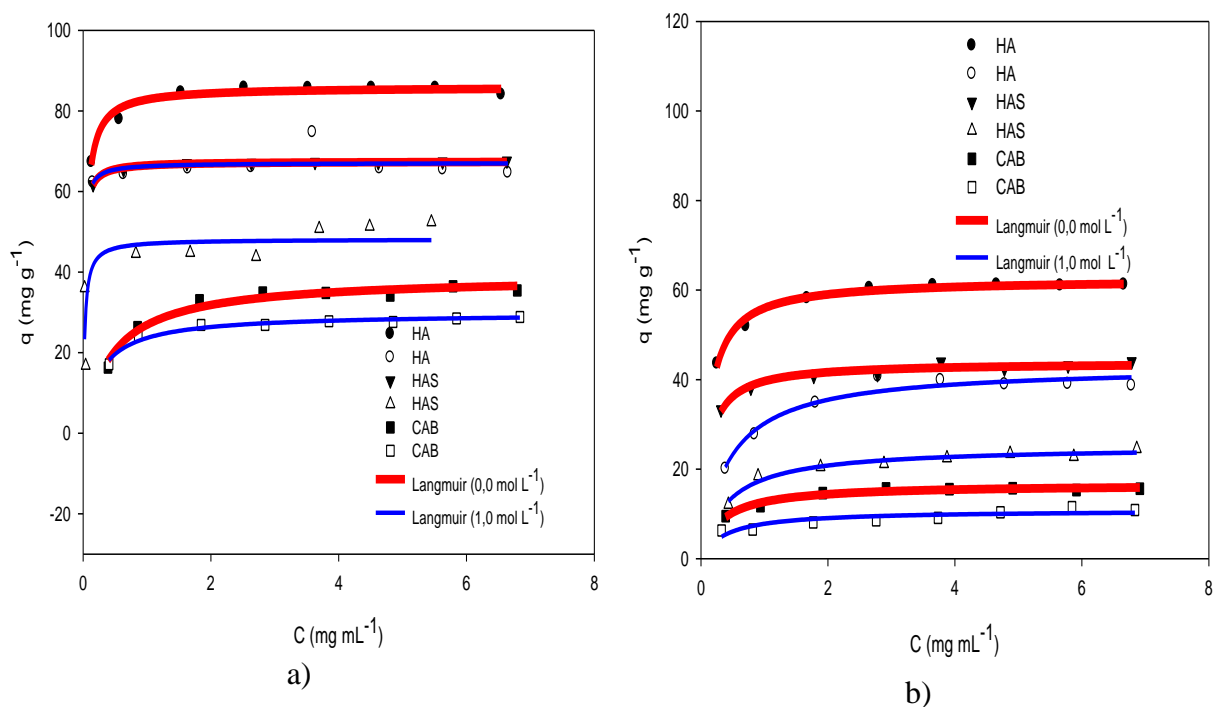 100
80
60
40
20
0
-20
q (mg g⁻¹)
HA
HA
HAS
HAS
CAB
CAB
Langmuir (0,0 mol L⁻¹)
Langmuir (1,0 mol L⁻¹)
0 2 4 6 8
C (mg mL⁻¹)
a)
120
100
80
60
40
20
0
q (mg g⁻¹)
HA
HA
HAS
HAS
CAB
CAB
Langmuir (0,0 mol L⁻¹)
Langmuir (1,0 mol L⁻¹)
0 2 4 6 8
C (mg mL⁻¹)
b)